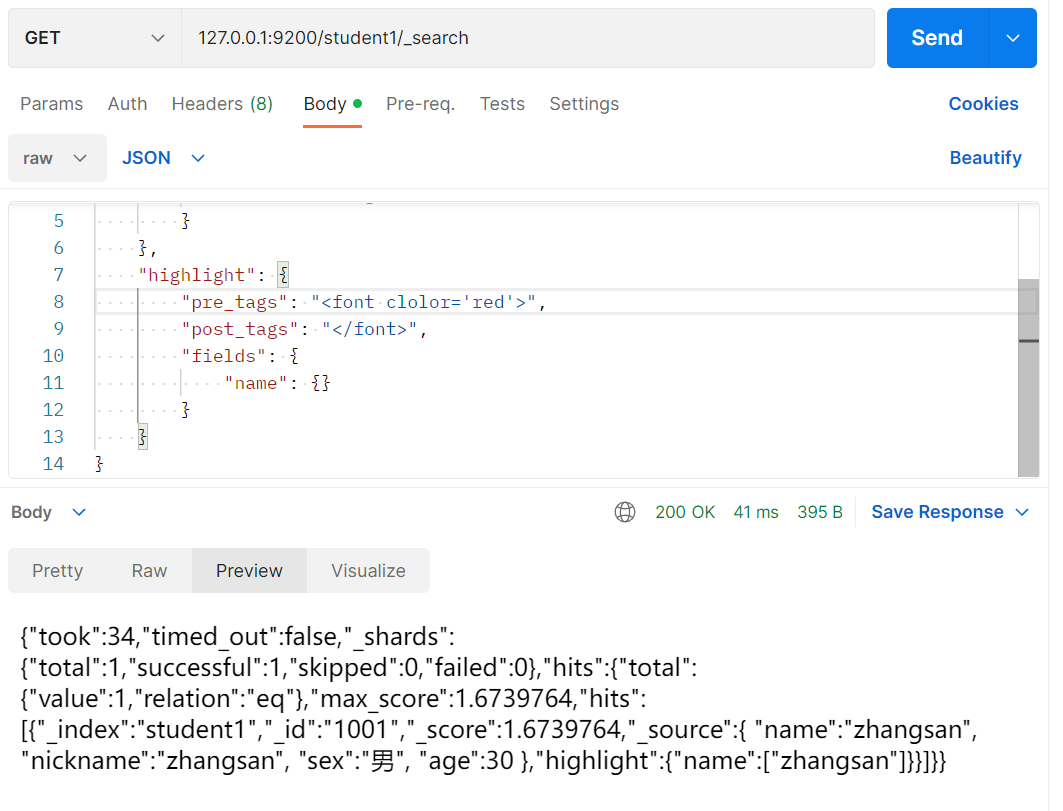 GET 127.0.0.1:9200/student1/_search Send
Params Auth Headers (8) Body Pre-req. Tests Settings Cookies
raw JSON Beautify
5 }
6 },
7 "highlight": {
8 "pre_tags": "<font clolor='red'>",
9 "post_tags": "</font>",
10 "fields": {
11 "name": {}
12 }
13 }
14 }
Body 200 OK 41 ms 395 B Save Response
Pretty Raw Preview Visualize
{"took":34,"timed_out":false,"_shards":
{"total":1,"successful":1,"skipped":0,"failed":0},"hits":{"total":
{"value":1,"relation":"eq"},"max_score":1.6739764,"hits":
[{"_index":"student1","_id":"1001","_score":1.6739764,"_source":{ "name":"zhangsan",
"nickname":"zhangsan", "sex":"男", "age":30 },"highlight":{"name":["zhangsan"]}}]}}